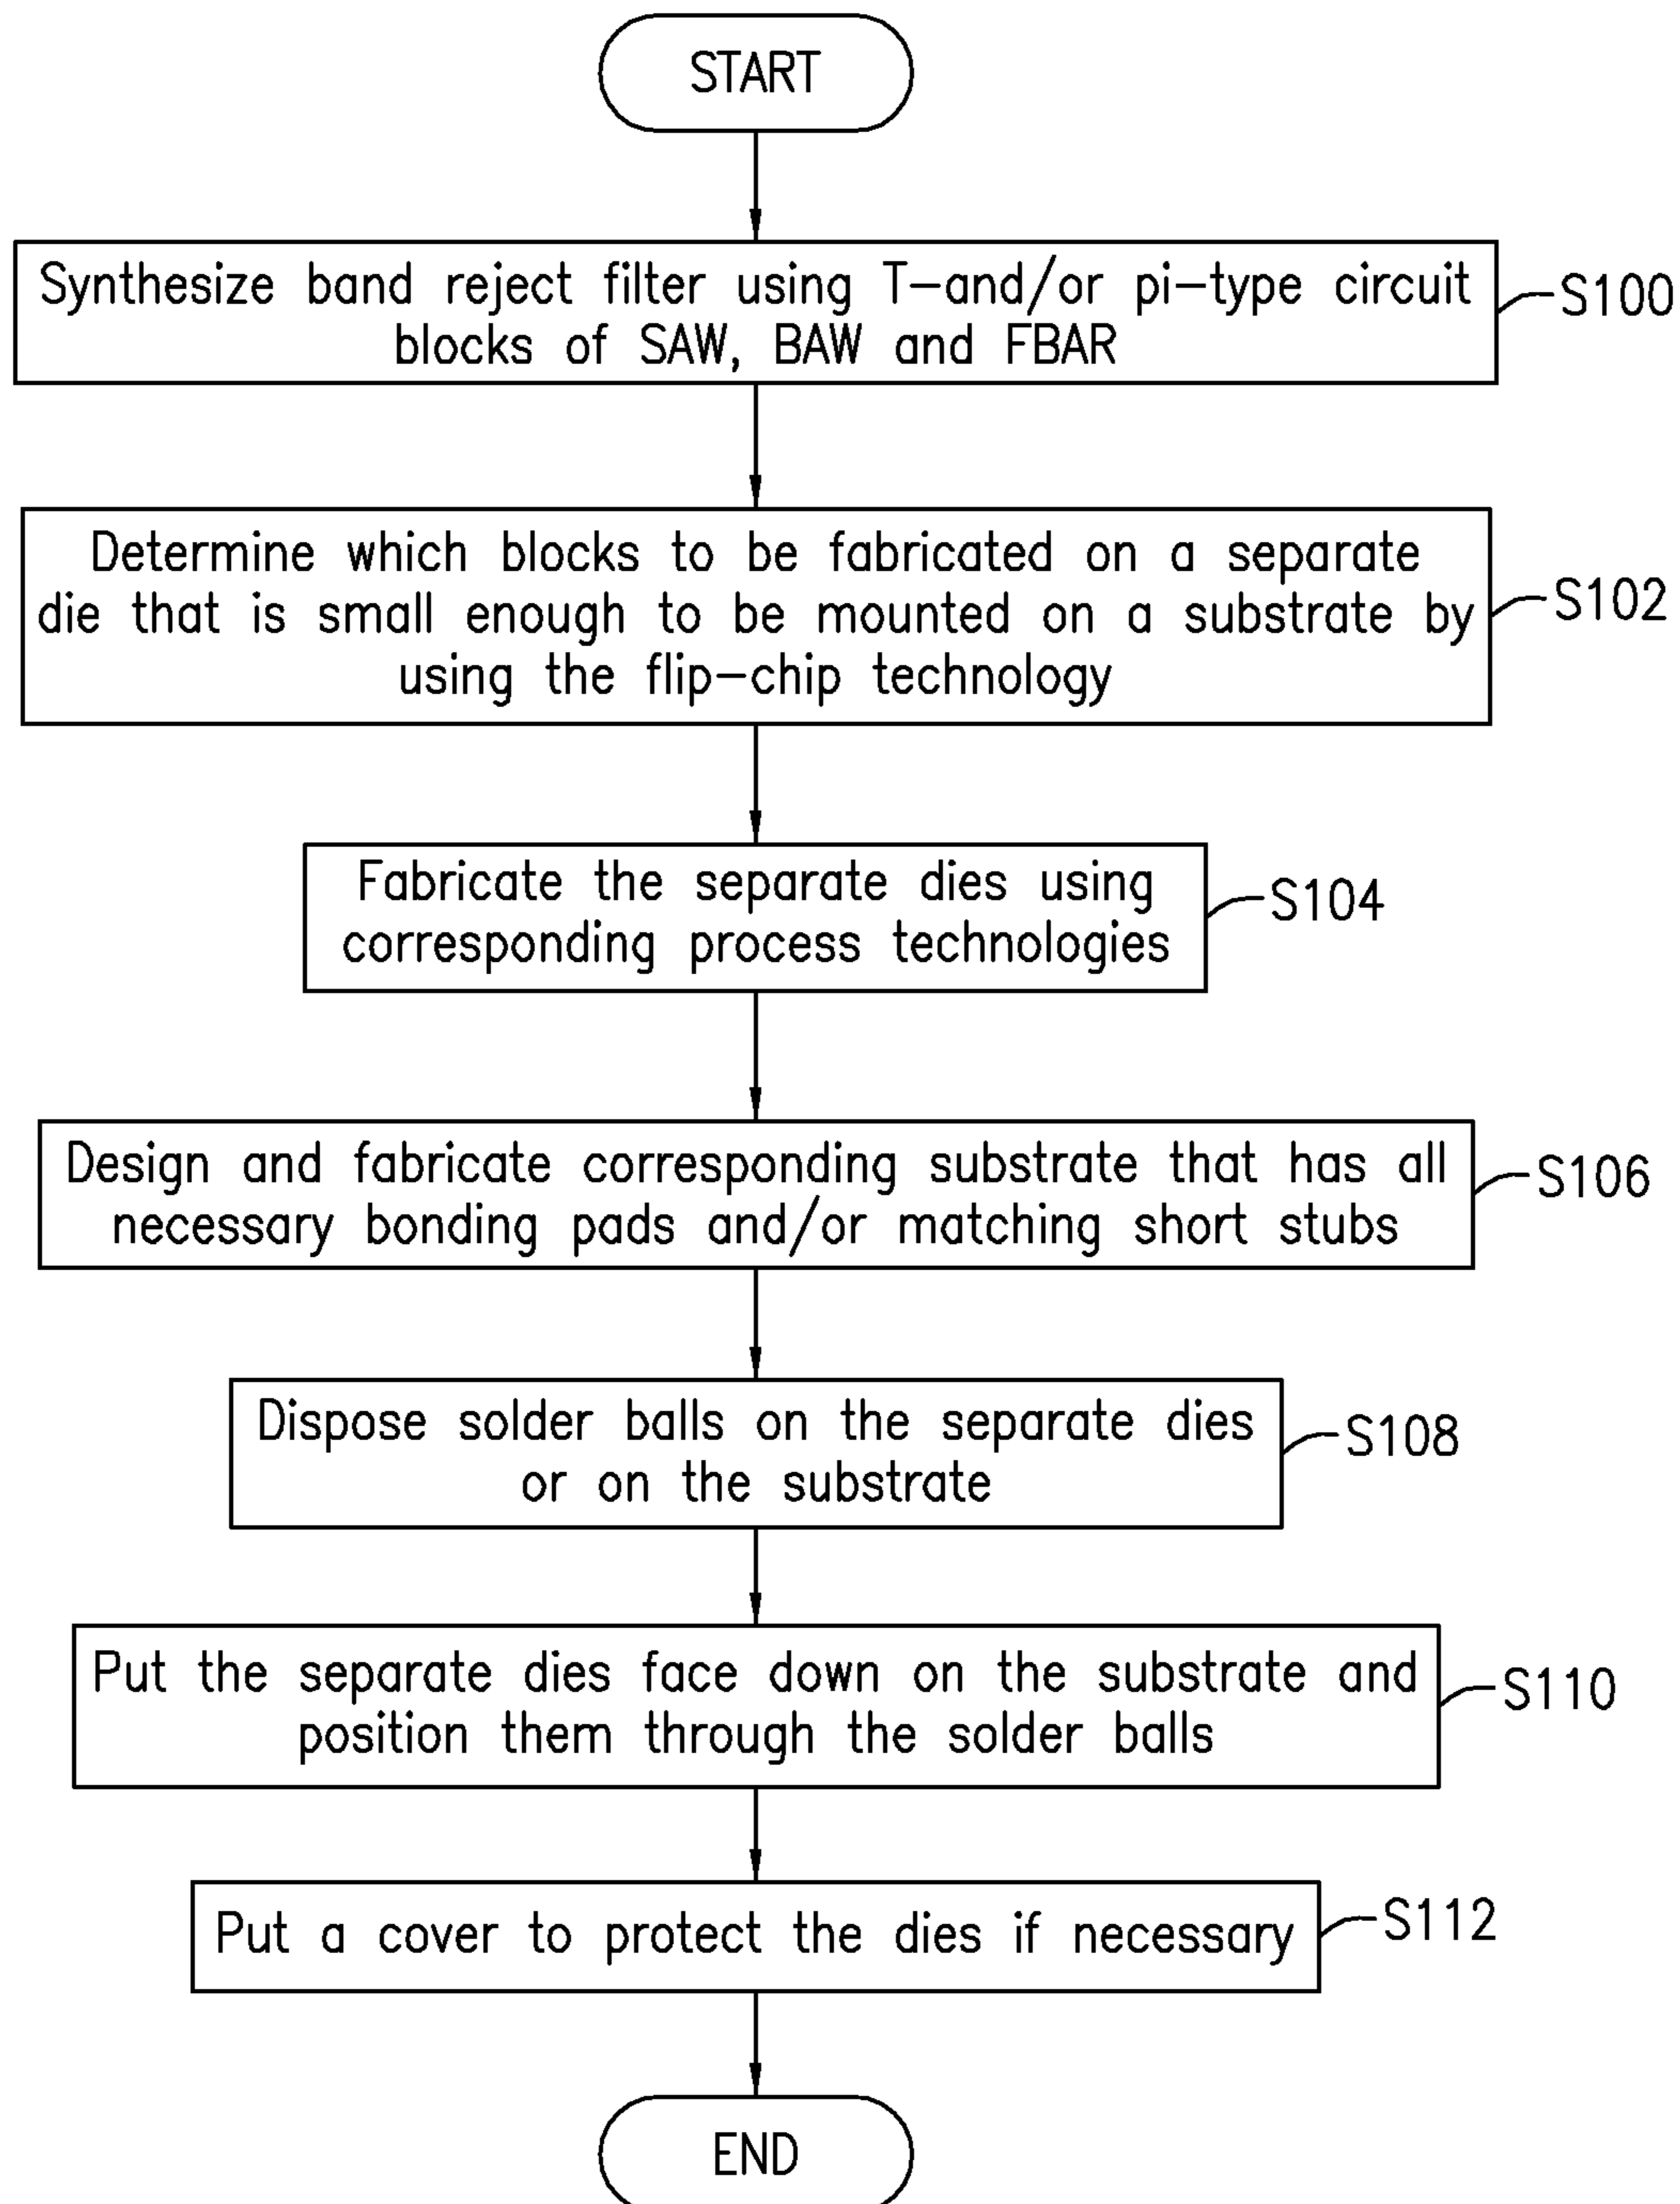 START
Synthesize band reject filter using T-and/or pi-type circuit
blocks of SAW, BAW and FBAR
S100
Determine which blocks to be fabricated on a separate
die that is small enough to be mounted on a substrate by
using the flip-chip technology
S102
Fabricate the separate dies using
corresponding process technologies
S104
Design and fabricate corresponding substrate that has all
necessary bonding pads and/or matching short stubs
S106
Dispose solder balls on the separate dies
or on the substrate
S108
Put the separate dies face down on the substrate and
position them through the solder balls
S110
Put a cover to protect the dies if necessary
S112
END